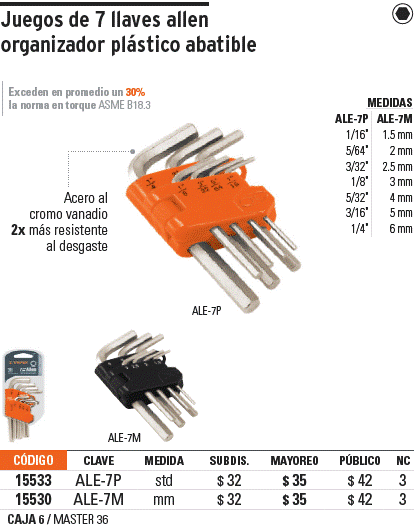 Juegos de 7 llaves allen
organizador plástico abatible
Exceden en promedio un 30%
la norma en torque ASME B18.3
MEDIDAS
ALE-7P ALE-7M
1/16" 1.5 mm
5/64" 2 mm
3/32" 2.5 mm
1/8" 3 mm
5/32" 4 mm
3/16" 5 mm
1/4" 6 mm
Acero al
cromo vanadio
2x más resistente
al desgaste
ALE-7P
ALE-7M
CÓDIGO CLAVE MEDIDA SUBDIS. MAYOREO PÚBLICO NC
15533 ALE-7P std $ 32 $ 35 $ 42 3
15530 ALE-7M mm $ 32 $ 35 $ 42 3
CAJA 6 / MASTER 36